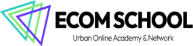 ECOM SCHOOL
Urban Online Academy & Network